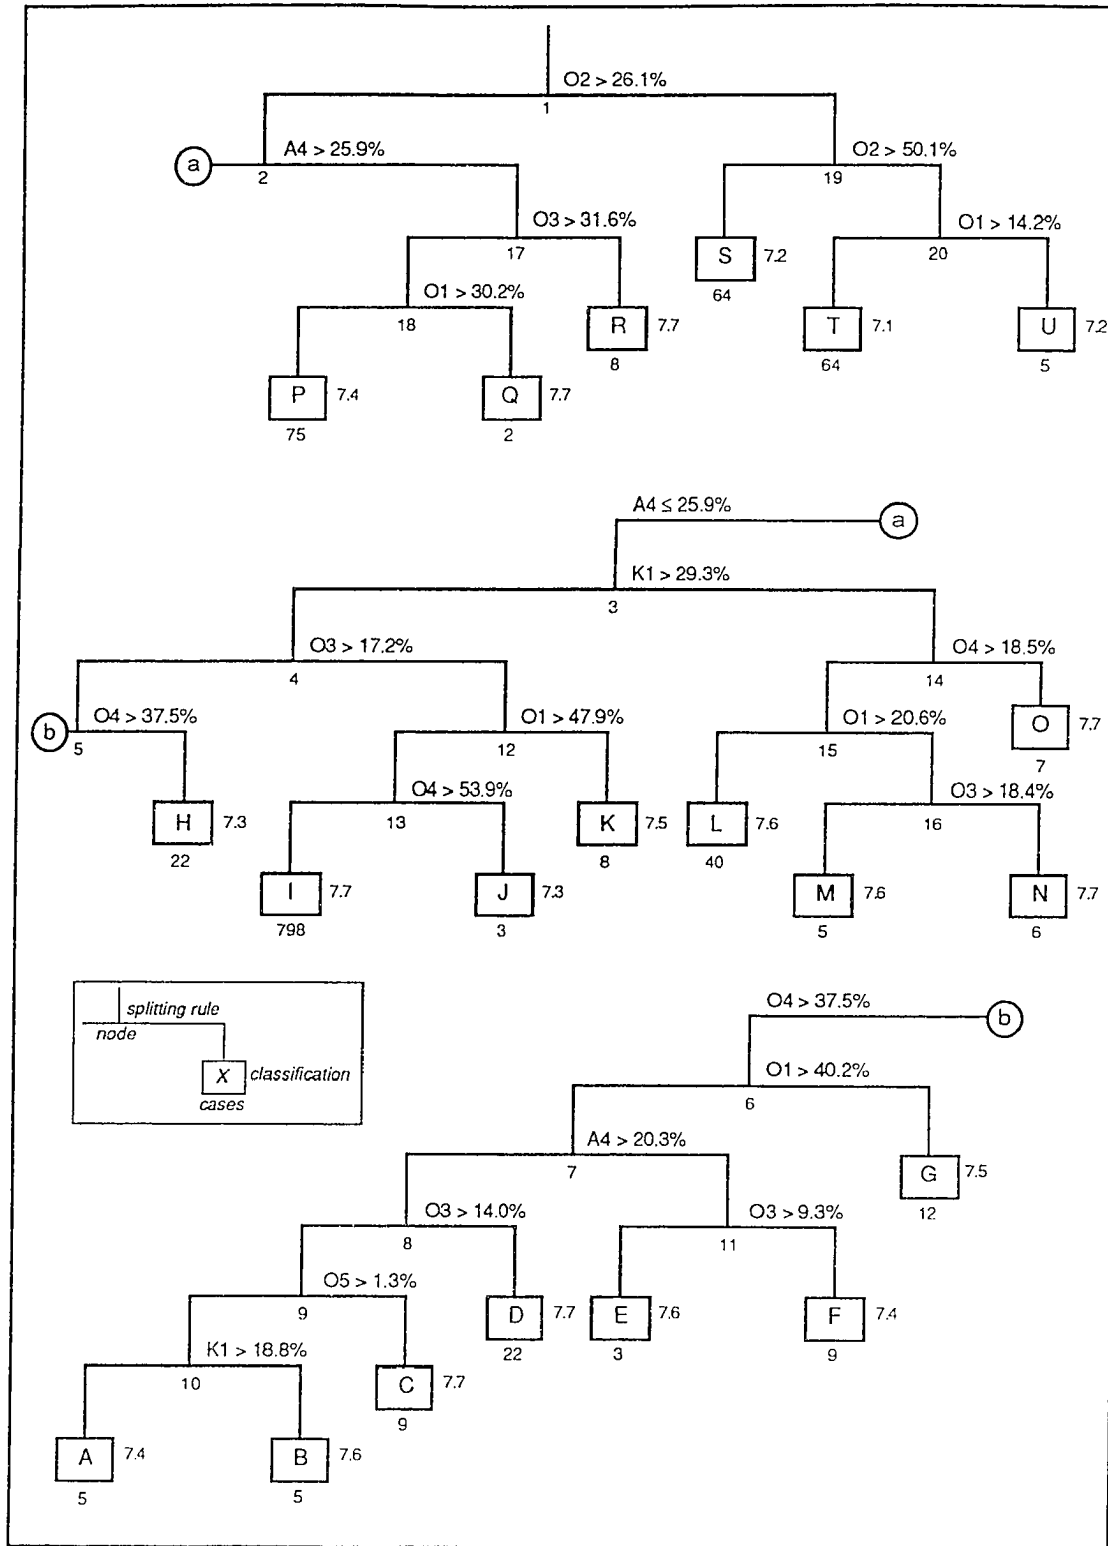 O2 > 26.1%
1
a
A4 > 25.9%
2
O2 > 50.1%
19
O3 > 31.6%
17
O1 > 14.2%
20
S 7.2
64
O1 > 30.2%
18
R 7.7
8
T 7.1
64
U 7.2
5
P 7.4
75
Q 7.7
2
A4 ≤ 25.9%
a
K1 > 29.3%
3
O3 > 17.2%
4
O4 > 18.5%
14
b
O4 > 37.5%
5
O1 > 47.9%
12
O1 > 20.6%
15
O 7.7
7
H 7.3
22
O4 > 53.9%
13
K 7.5
8
L 7.6
40
O3 > 18.4%
16
I 7.7
798
J 7.3
3
M 7.6
5
N 7.7
6
splitting rule
node
X classification
cases
O4 > 37.5%
b
O1 > 40.2%
6
A4 > 20.3%
7
G 7.5
12
O3 > 14.0%
8
O3 > 9.3%
11
O5 > 1.3%
9
D 7.7
22
E 7.6
3
F 7.4
9
K1 > 18.8%
10
C 7.7
9
A 7.4
5
B 7.6
5